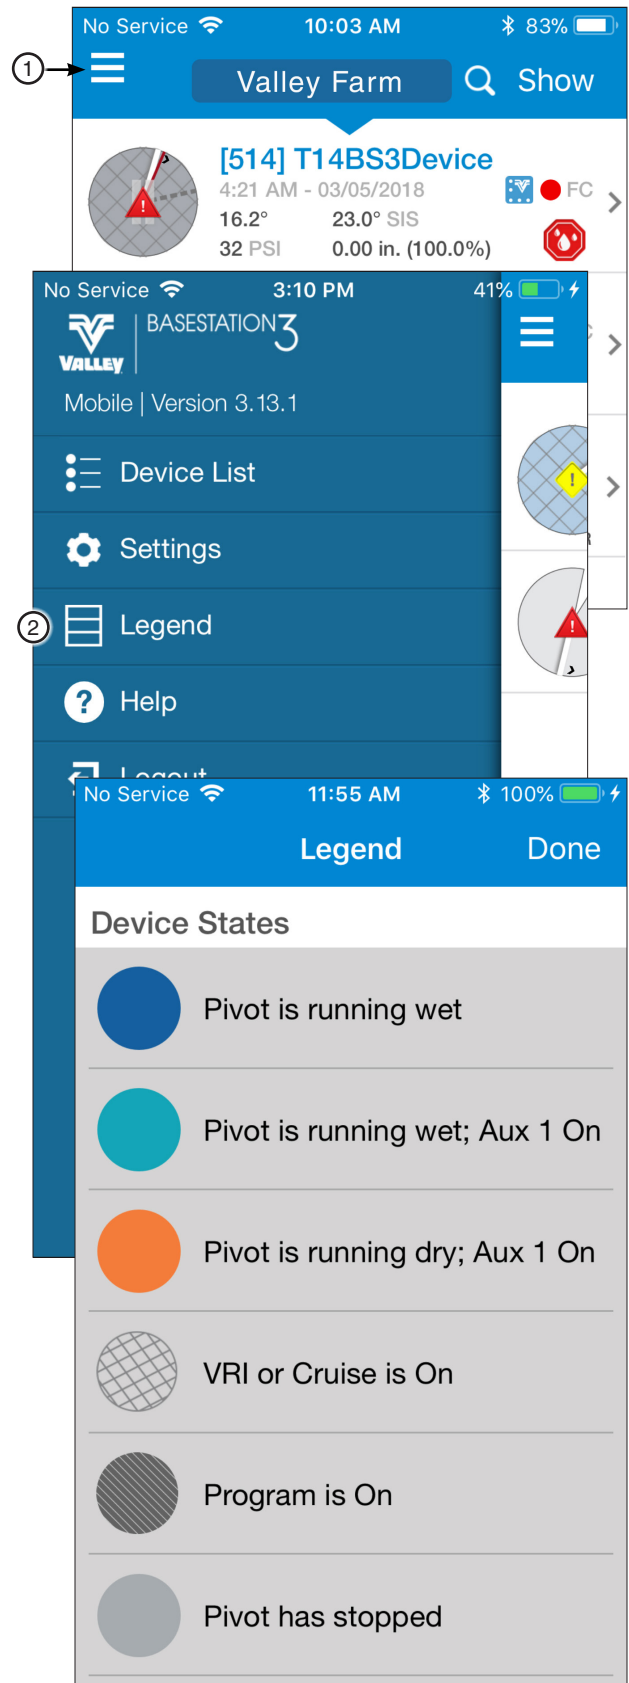 No Service 10:03 AM 83%
1
Valley Farm Show
[514] T14BS3Device
4:21 AM - 03/05/2018 FC
16.2° 23.0° SIS
32 PSI 0.00 in. (100.0%)
No Service 3:10 PM 41%
VALLEY BASESTATION3
Mobile | Version 3.13.1
Device List
Settings
2 Legend
Help
Logout
No Service 11:55 AM 100%
Legend Done
Device States
Pivot is running wet
Pivot is running wet; Aux 1 On
Pivot is running dry; Aux 1 On
VRI or Cruise is On
Program is On
Pivot has stopped